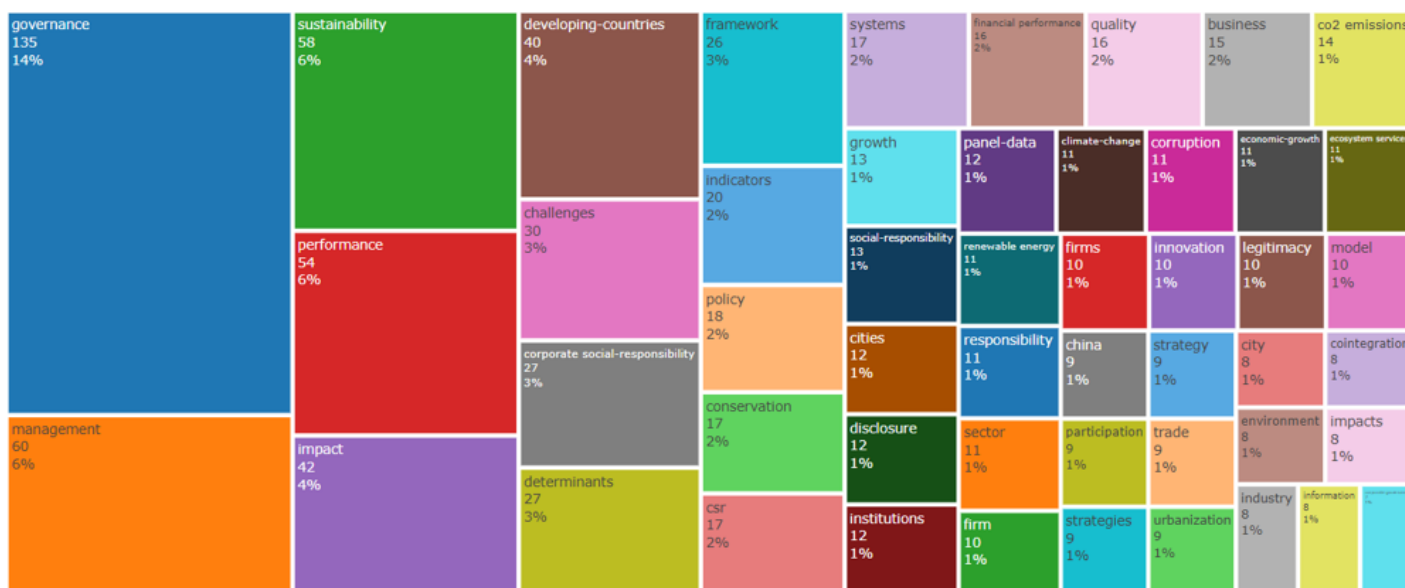 governance
135
14%
management
60
6%
sustainability
58
6%
performance
54
6%
impact
42
4%
developing-countries
40
4%
challenges
30
3%
corporate social-responsibility
27
3%
determinants
27
3%
framework
26
3%
indicators
20
2%
policy
18
2%
conservation
17
2%
csr
17
2%
systems
17
2%
financial performance
16
2%
quality
16
2%
business
15
2%
co2 emissions
14
1%
growth
13
1%
social-responsibility
13
1%
cities
12
1%
disclosure
12
1%
institutions
12
1%
panel-data
12
1%
climate-change
11
1%
corruption
11
1%
economic-growth
11
1%
ecosystem service
11
1%
renewable energy
11
1%
responsibility
11
1%
sector
11
1%
firm
10
1%
firms
10
1%
innovation
10
1%
legitimacy
10
1%
model
10
1%
china
9
1%
participation
9
1%
strategies
9
1%
strategy
9
1%
trade
9
1%
urbanization
9
1%
city
8
1%
cointegration
8
1%
environment
8
1%
impacts
8
1%
industry
8
1%
information
8
1%